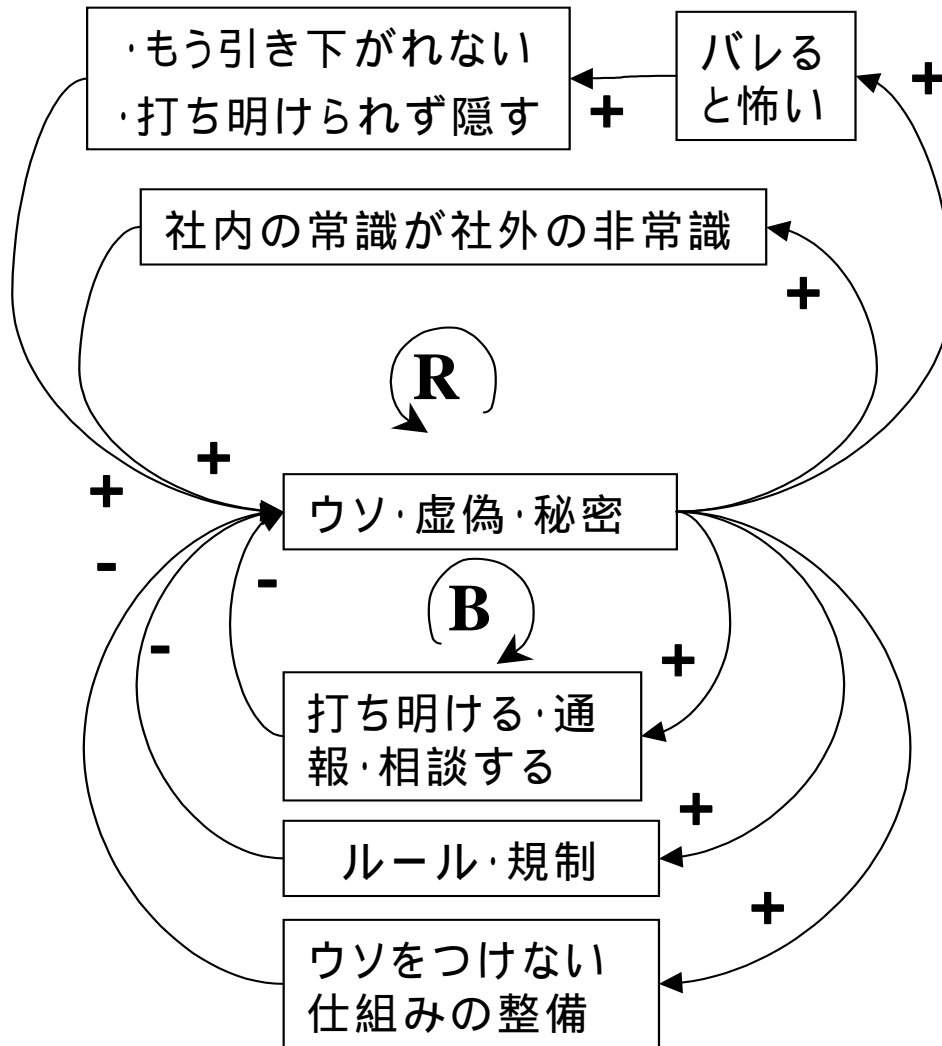 ・もう引き下がれない
・打ち明けられず隠す
バレる
と怖い
+
+
社内の常識が社外の非常識
+
R
+
+
ウソ・虚偽・秘密
-
-
B
-
+
打ち明ける・通
報・相談する
+
ルール・規制
+
ウソをつけない
仕組みの整備